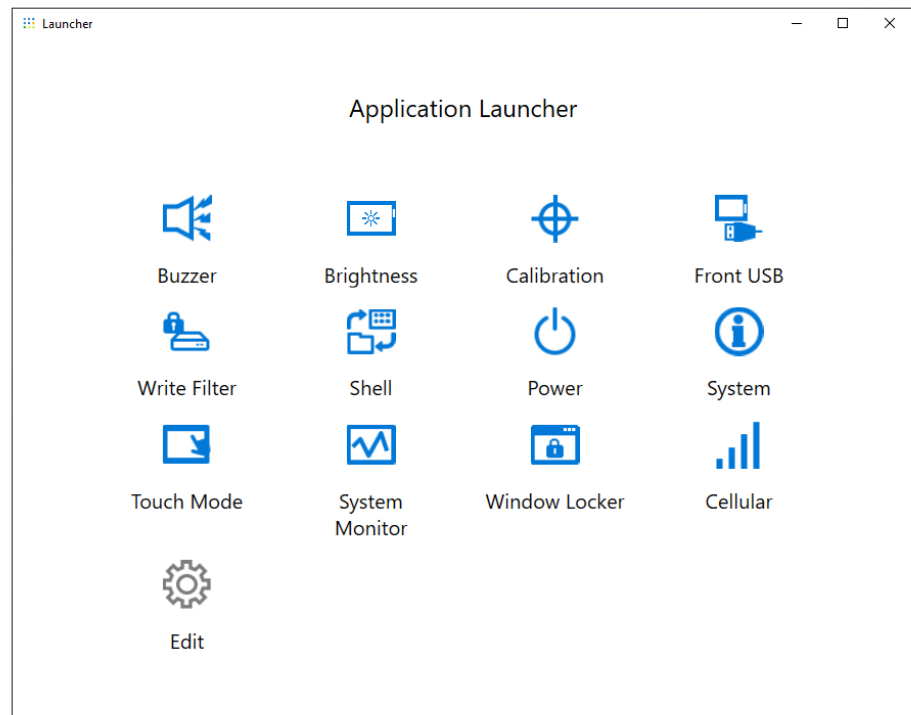 Launcher
Application Launcher
Buzzer
Brightness
Calibration
Front USB
Write Filter
Shell
Power
System
Touch Mode
System
Monitor
Window Locker
Cellular
Edit